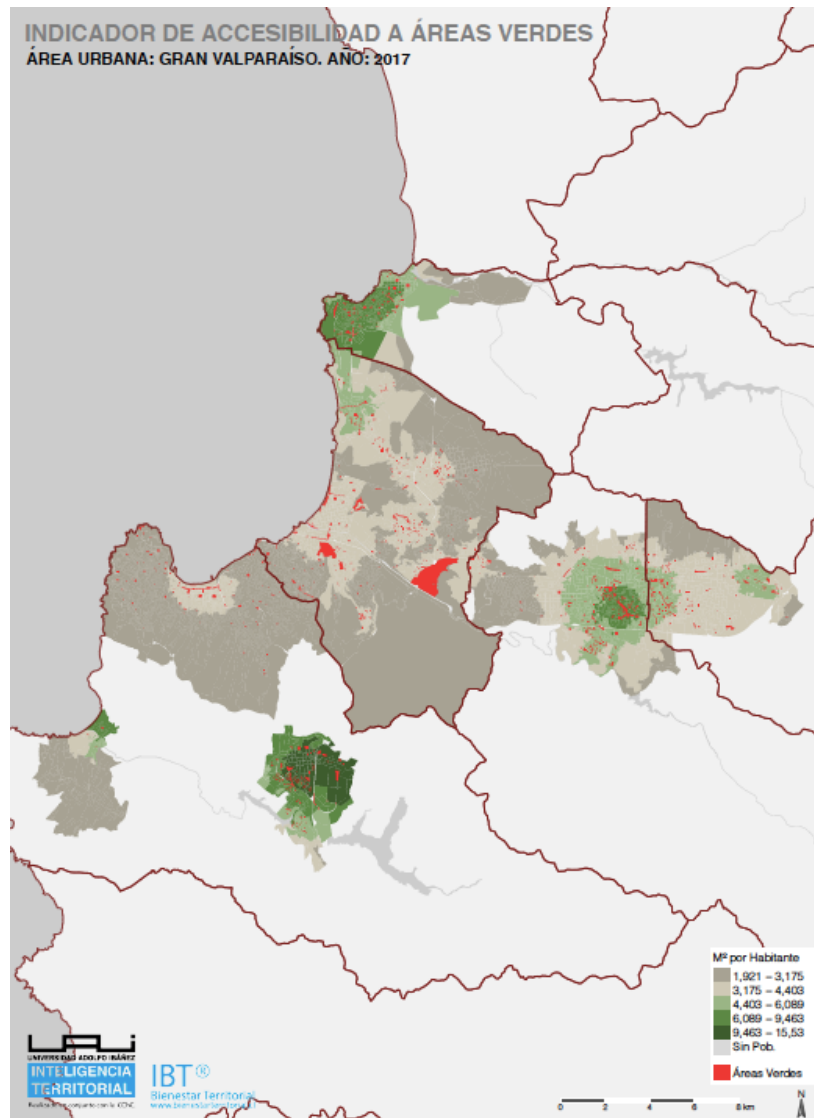 INDICADOR DE ACCESIBILIDAD A ÁREAS VERDES
ÁREA URBANA: GRAN VALPARAÍSO. AÑO: 2017
M² por Habitante
1,921 – 3,175
3,175 – 4,403
4,403 – 6,089
6,089 – 9,463
9,463 – 15,53
Sin Pob.
Áreas Verdes
UAI
UNIVERSIDAD ADOLFO IBÁÑEZ
INTELIGENCIA
TERRITORIAL
IBT®
Bienestar Territorial
0 2 4 6 8 km
N